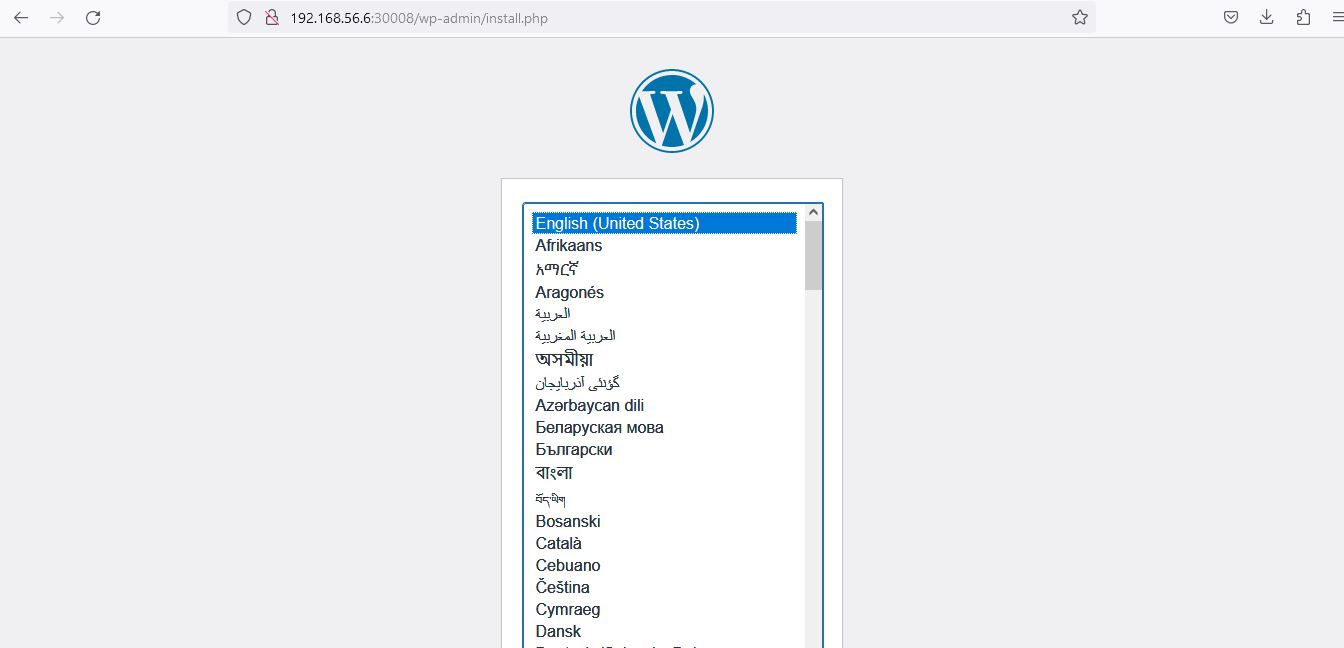 192.168.56.6:30008/wp-admin/install.php
English (United States)
Afrikaans
አማርኛ
Aragonés
العربية
العربية المغربية
অসমীয়া
گؤنئی آذربایجان
Azərbaycan dili
Беларуская мова
Български
বাংলা
བོད་ཡིག
Bosanski
Català
Cebuano
Čeština
Cymraeg
Dansk